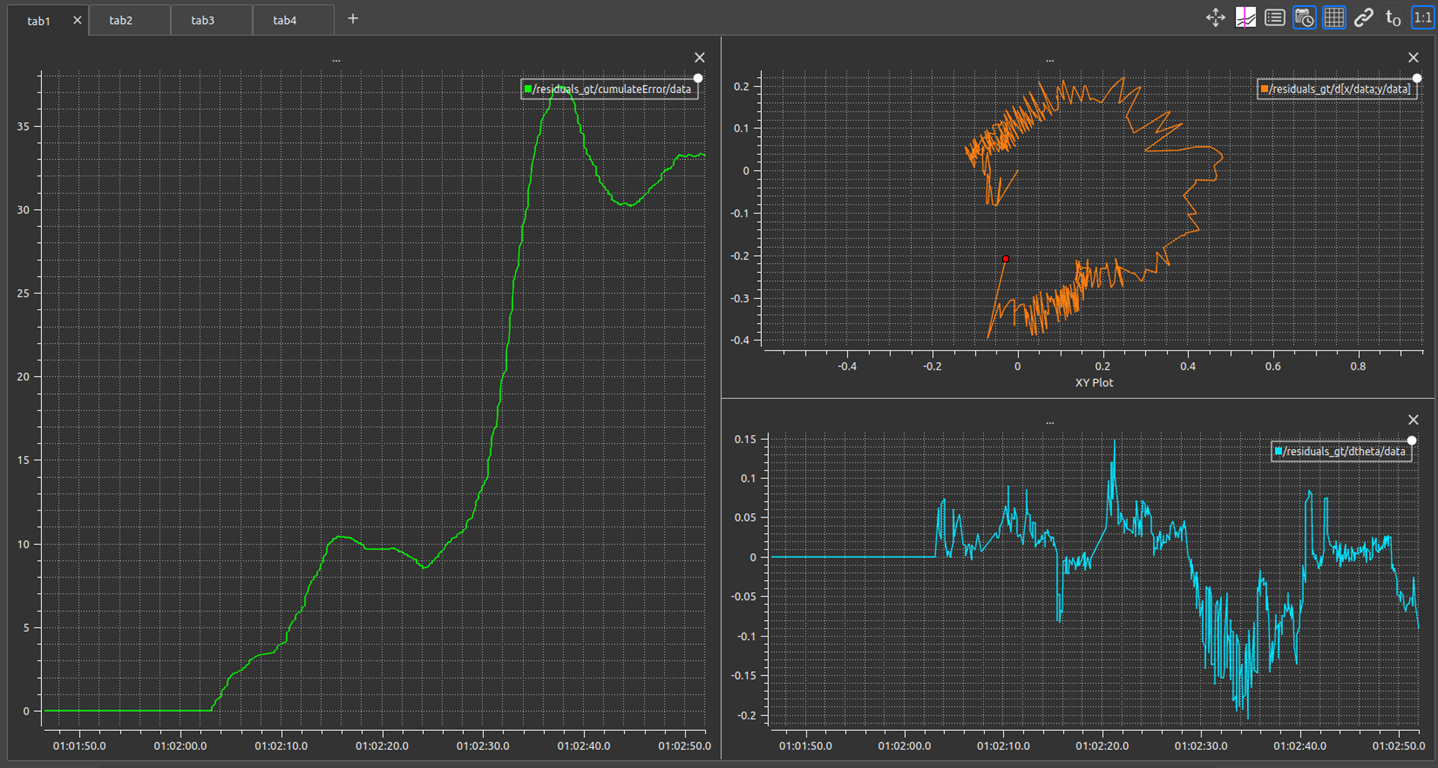 tab1 tab2 tab3 tab4 +
t₀ 1:1
...
/residuals_gt/cumulateError/data
35
30
25
20
15
10
5
0
01:01:50.0 01:02:00.0 01:02:10.0 01:02:20.0 01:02:30.0 01:02:40.0 01:02:50.0
...
/residuals_gt/d[x/data;y/data]
0.2
0.1
0
-0.1
-0.2
-0.3
-0.4
-0.4 -0.2 0 0.2 0.4 0.6 0.8
XY Plot
...
/residuals_gt/dtheta/data
0.15
0.1
0.05
0
-0.05
-0.1
-0.15
-0.2
01:01:50.0 01:02:00.0 01:02:10.0 01:02:20.0 01:02:30.0 01:02:40.0 01:02:50.0